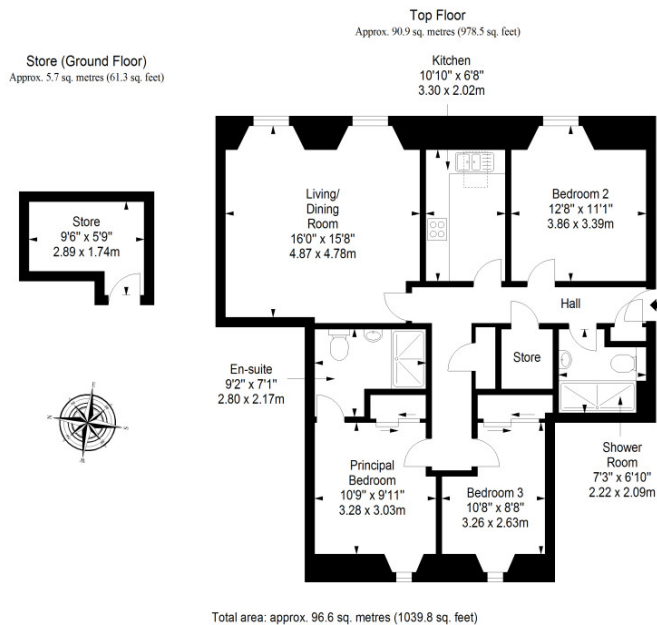 Top Floor
Approx. 90.9 sq. metres (978.5 sq. feet)
Store (Ground Floor)
Approx. 5.7 sq. metres (61.3 sq. feet)
Kitchen
10'10" x 6'8"
3.30 x 2.02m
Living/
Dining
Room
16'0" x 15'8"
4.87 x 4.78m
Bedroom 2
12'8" x 11'1"
3.86 x 3.39m
Store
9'6" x 5'9"
2.89 x 1.74m
Hall
Store
En-suite
9'2" x 7'1"
2.80 x 2.17m
Shower
Room
7'3" x 6'10"
2.22 x 2.09m
Principal
Bedroom
10'9" x 9'11"
3.28 x 3.03m
Bedroom 3
10'8" x 8'8"
3.26 x 2.63m
Total area: approx. 96.6 sq. metres (1039.8 sq. feet)